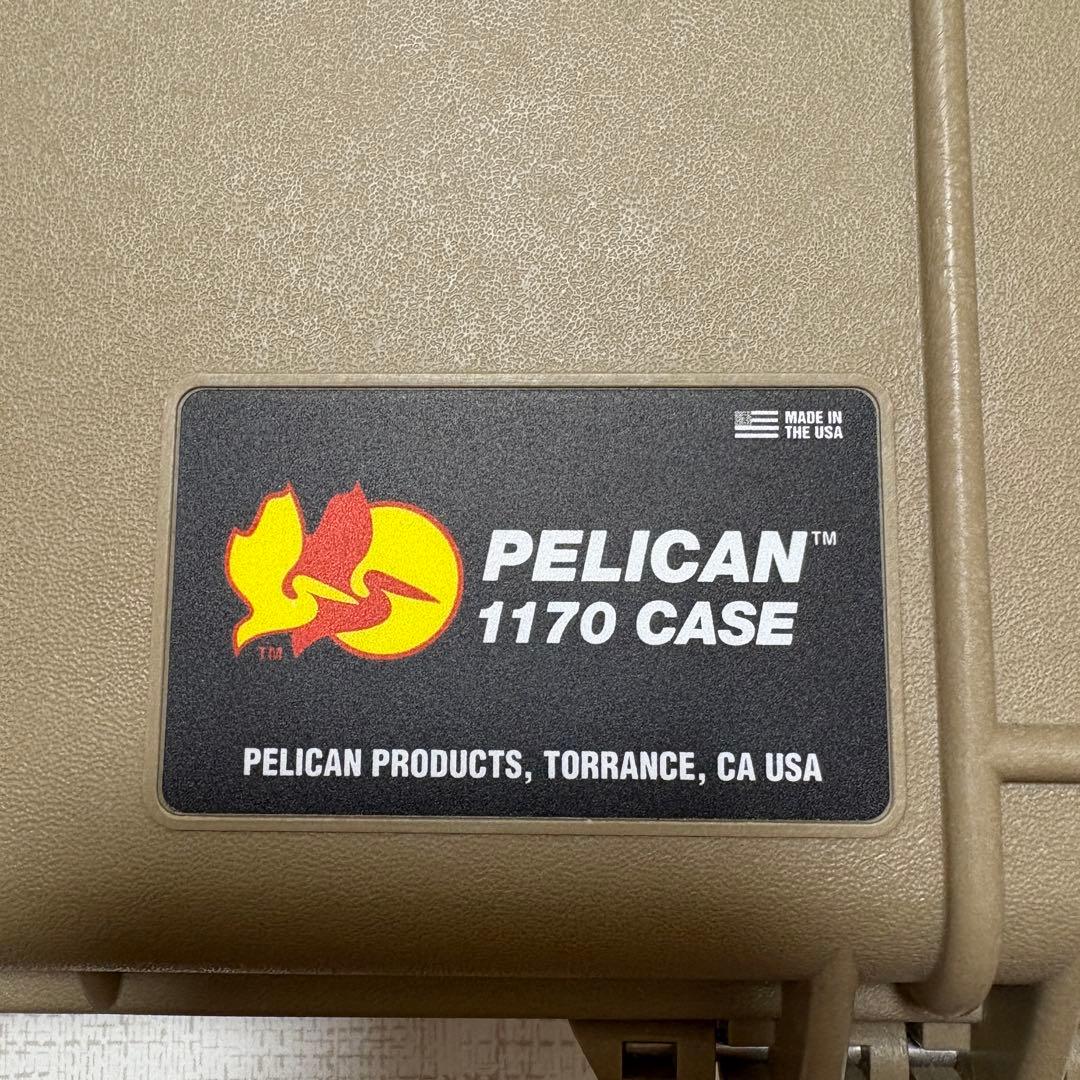 MADE IN
THE USA
PELICAN™
1170 CASE
TM
PELICAN PRODUCTS, TORRANCE, CA USA